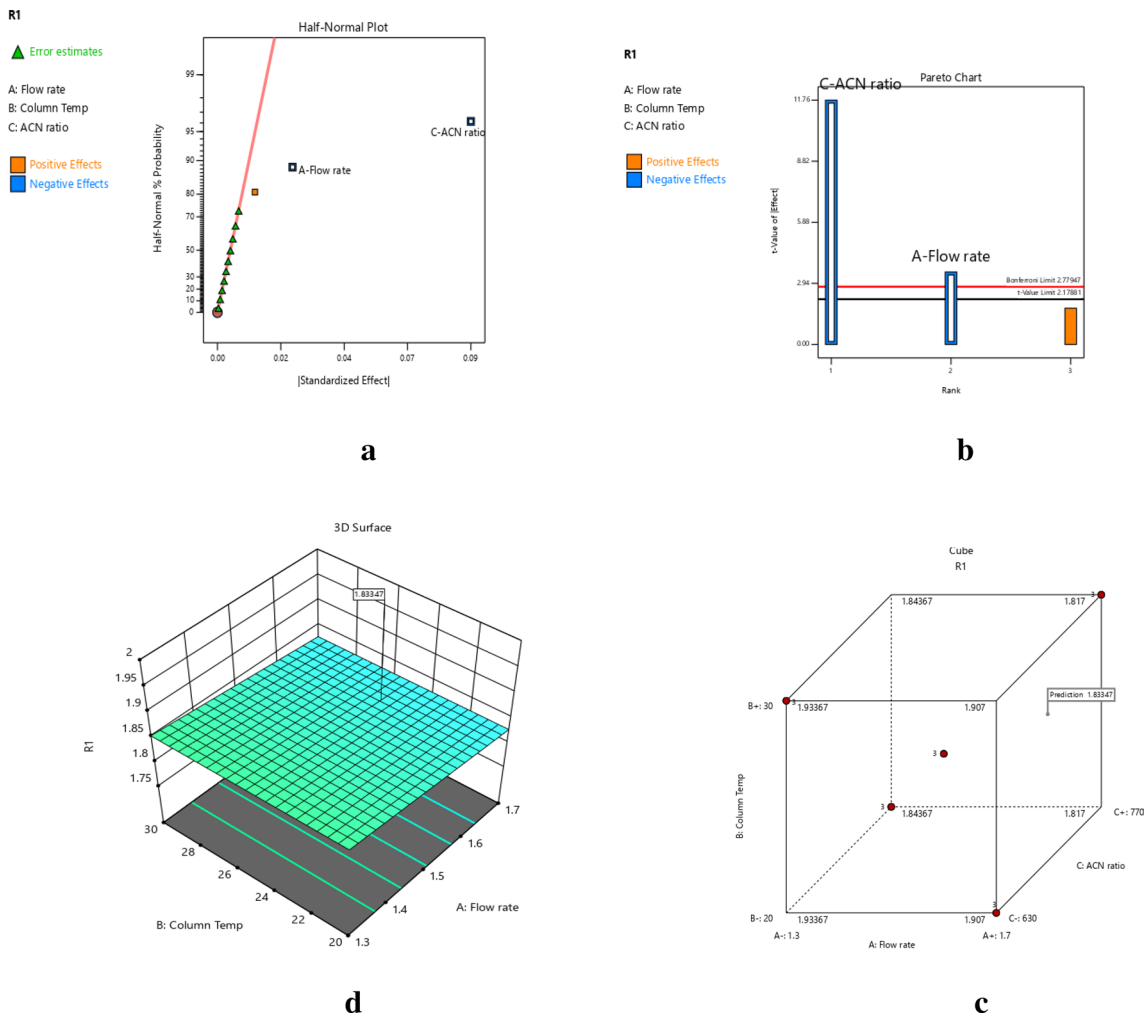 R1
Error estimates
A: Flow rate
B: Column Temp
C: ACN ratio
Positive Effects
Negative Effects
Half-Normal Plot
Half-Normal % Probability
99
95
90
80
70
50
30
20
10
0
C-ACN ratio
A-Flow rate
0.00
0.02
0.04
0.07
0.09
|Standardized Effect|
a
R1
A: Flow rate
B: Column Temp
C: ACN ratio
Positive Effects
Negative Effects
Pareto Chart
C-ACN ratio
t-Value of |Effect|
11.76
8.82
5.88
2.94
0.00
A-Flow rate
Bonferroni Limit 2.77947
t-Value Limit 2.17881
1
2
3
Rank
b
3D Surface
1.83347
2
1.95
1.9
1.85
1.8
1.75
R1
30
28
26
24
22
20
B: Column Temp
1.3
1.4
1.5
1.6
1.7
A: Flow rate
d
Cube
R1
1.84367
1.817
3
B+: 30
3
1.93367
1.907
Prediction 1.83347
3
3
1.84367
1.817
C+: 770
B: Column Temp
C: ACN ratio
B-: 20
1.93367
1.907
3
C-: 630
A-: 1.3
A+: 1.7
A: Flow rate
c